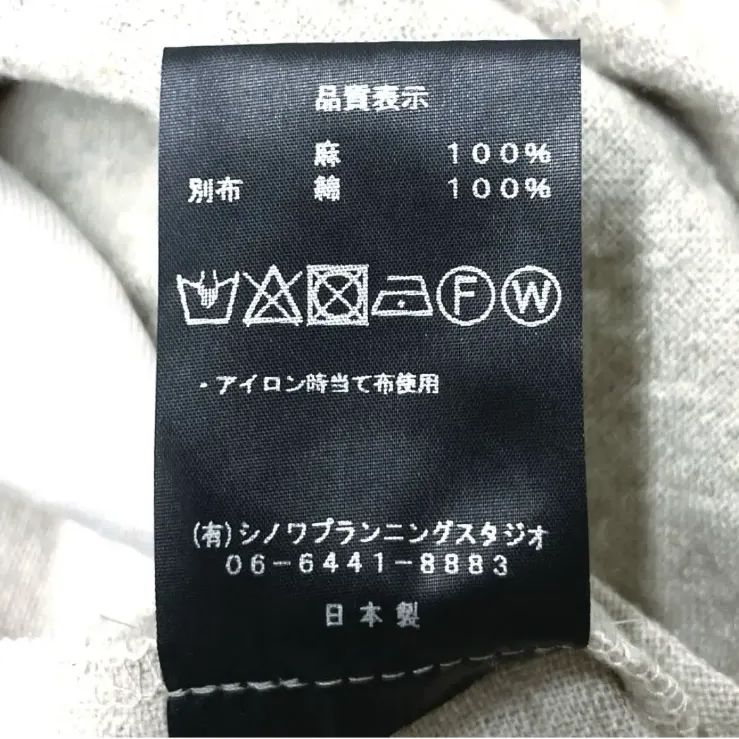 品質表示
麻 100%
別布 綿 100%
F W
・アイロン時当て布使用
(有)シノワプランニングスタジオ
06-6441-8883
日本製